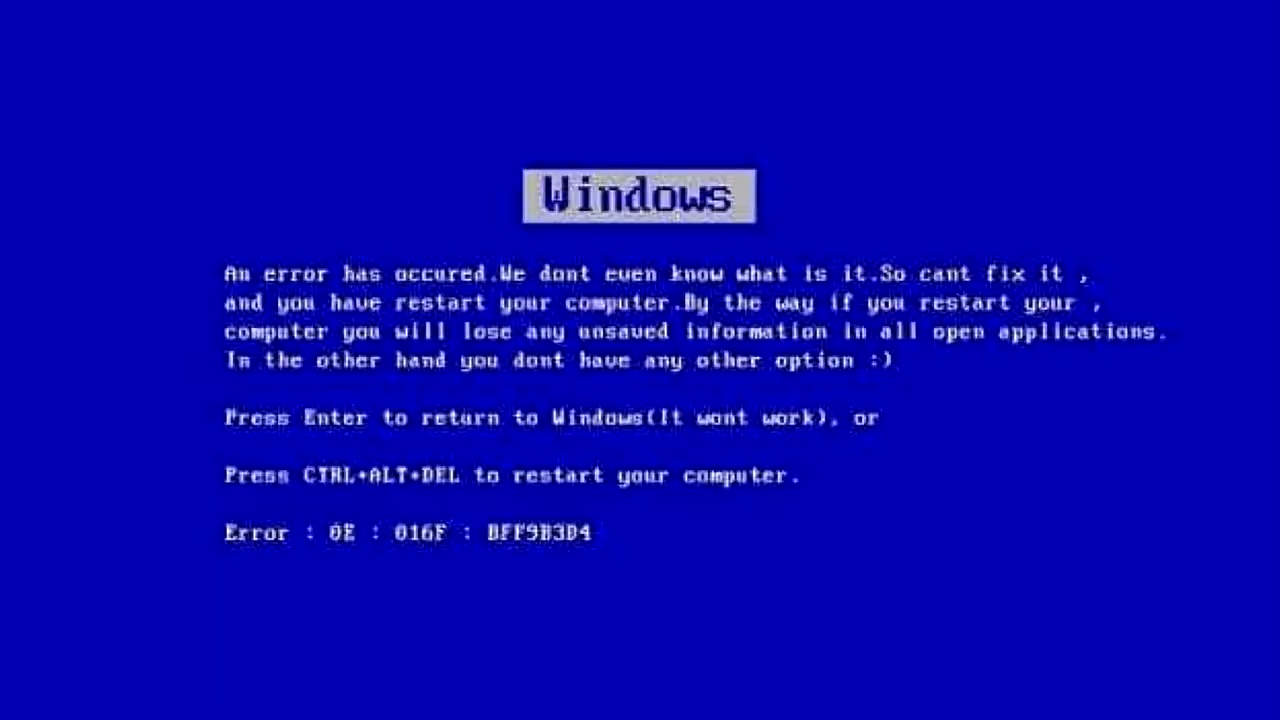 Windows
An error has occured.We dont even know what is it.So cant fix it ,
and you have restart your computer.By the way if you restart your ,
computer you will lose any unsaved information in all open applications.
In the other hand you dont have any other option :)
Press Enter to return to Windows(It wont work), or
Press CTRL+ALT+DEL to restart your computer.
Error : 0E : 016F : BFF9B3D4